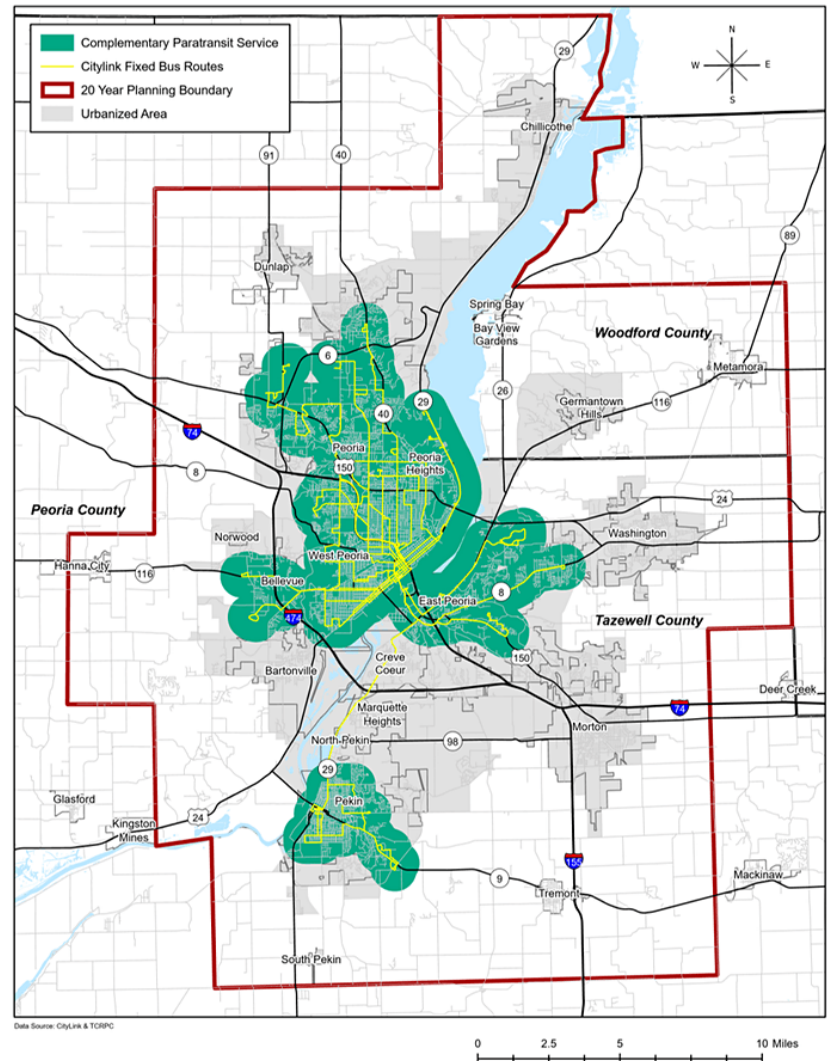 Complementary Paratransit Service
Citylink Fixed Bus Routes
20 Year Planning Boundary
Urbanized Area
N
W
E
S
29
Chillicothe
91
40
89
Dunlap
Spring Bay
Bay View
Gardens
Woodford County
6
Metamora
29
26
Germantown
Hills
116
40
74
Peoria
150
Peoria
Heights
8
24
Peoria County
Norwood
Washington
West Peoria
Hanna City
116
Bellevue
8
East Peoria
474
Tazewell County
Creve
Coeur
150
Bartonville
Deer Creek
Marquette
Heights
74
Morton
North Pekin
98
29
Glasford
Pekin
24
Kingston
Mines
155
9
Mackinaw
Tremont
South Pekin
Data Source: CityLink & TCRPC
0 2.5 5 10 Miles